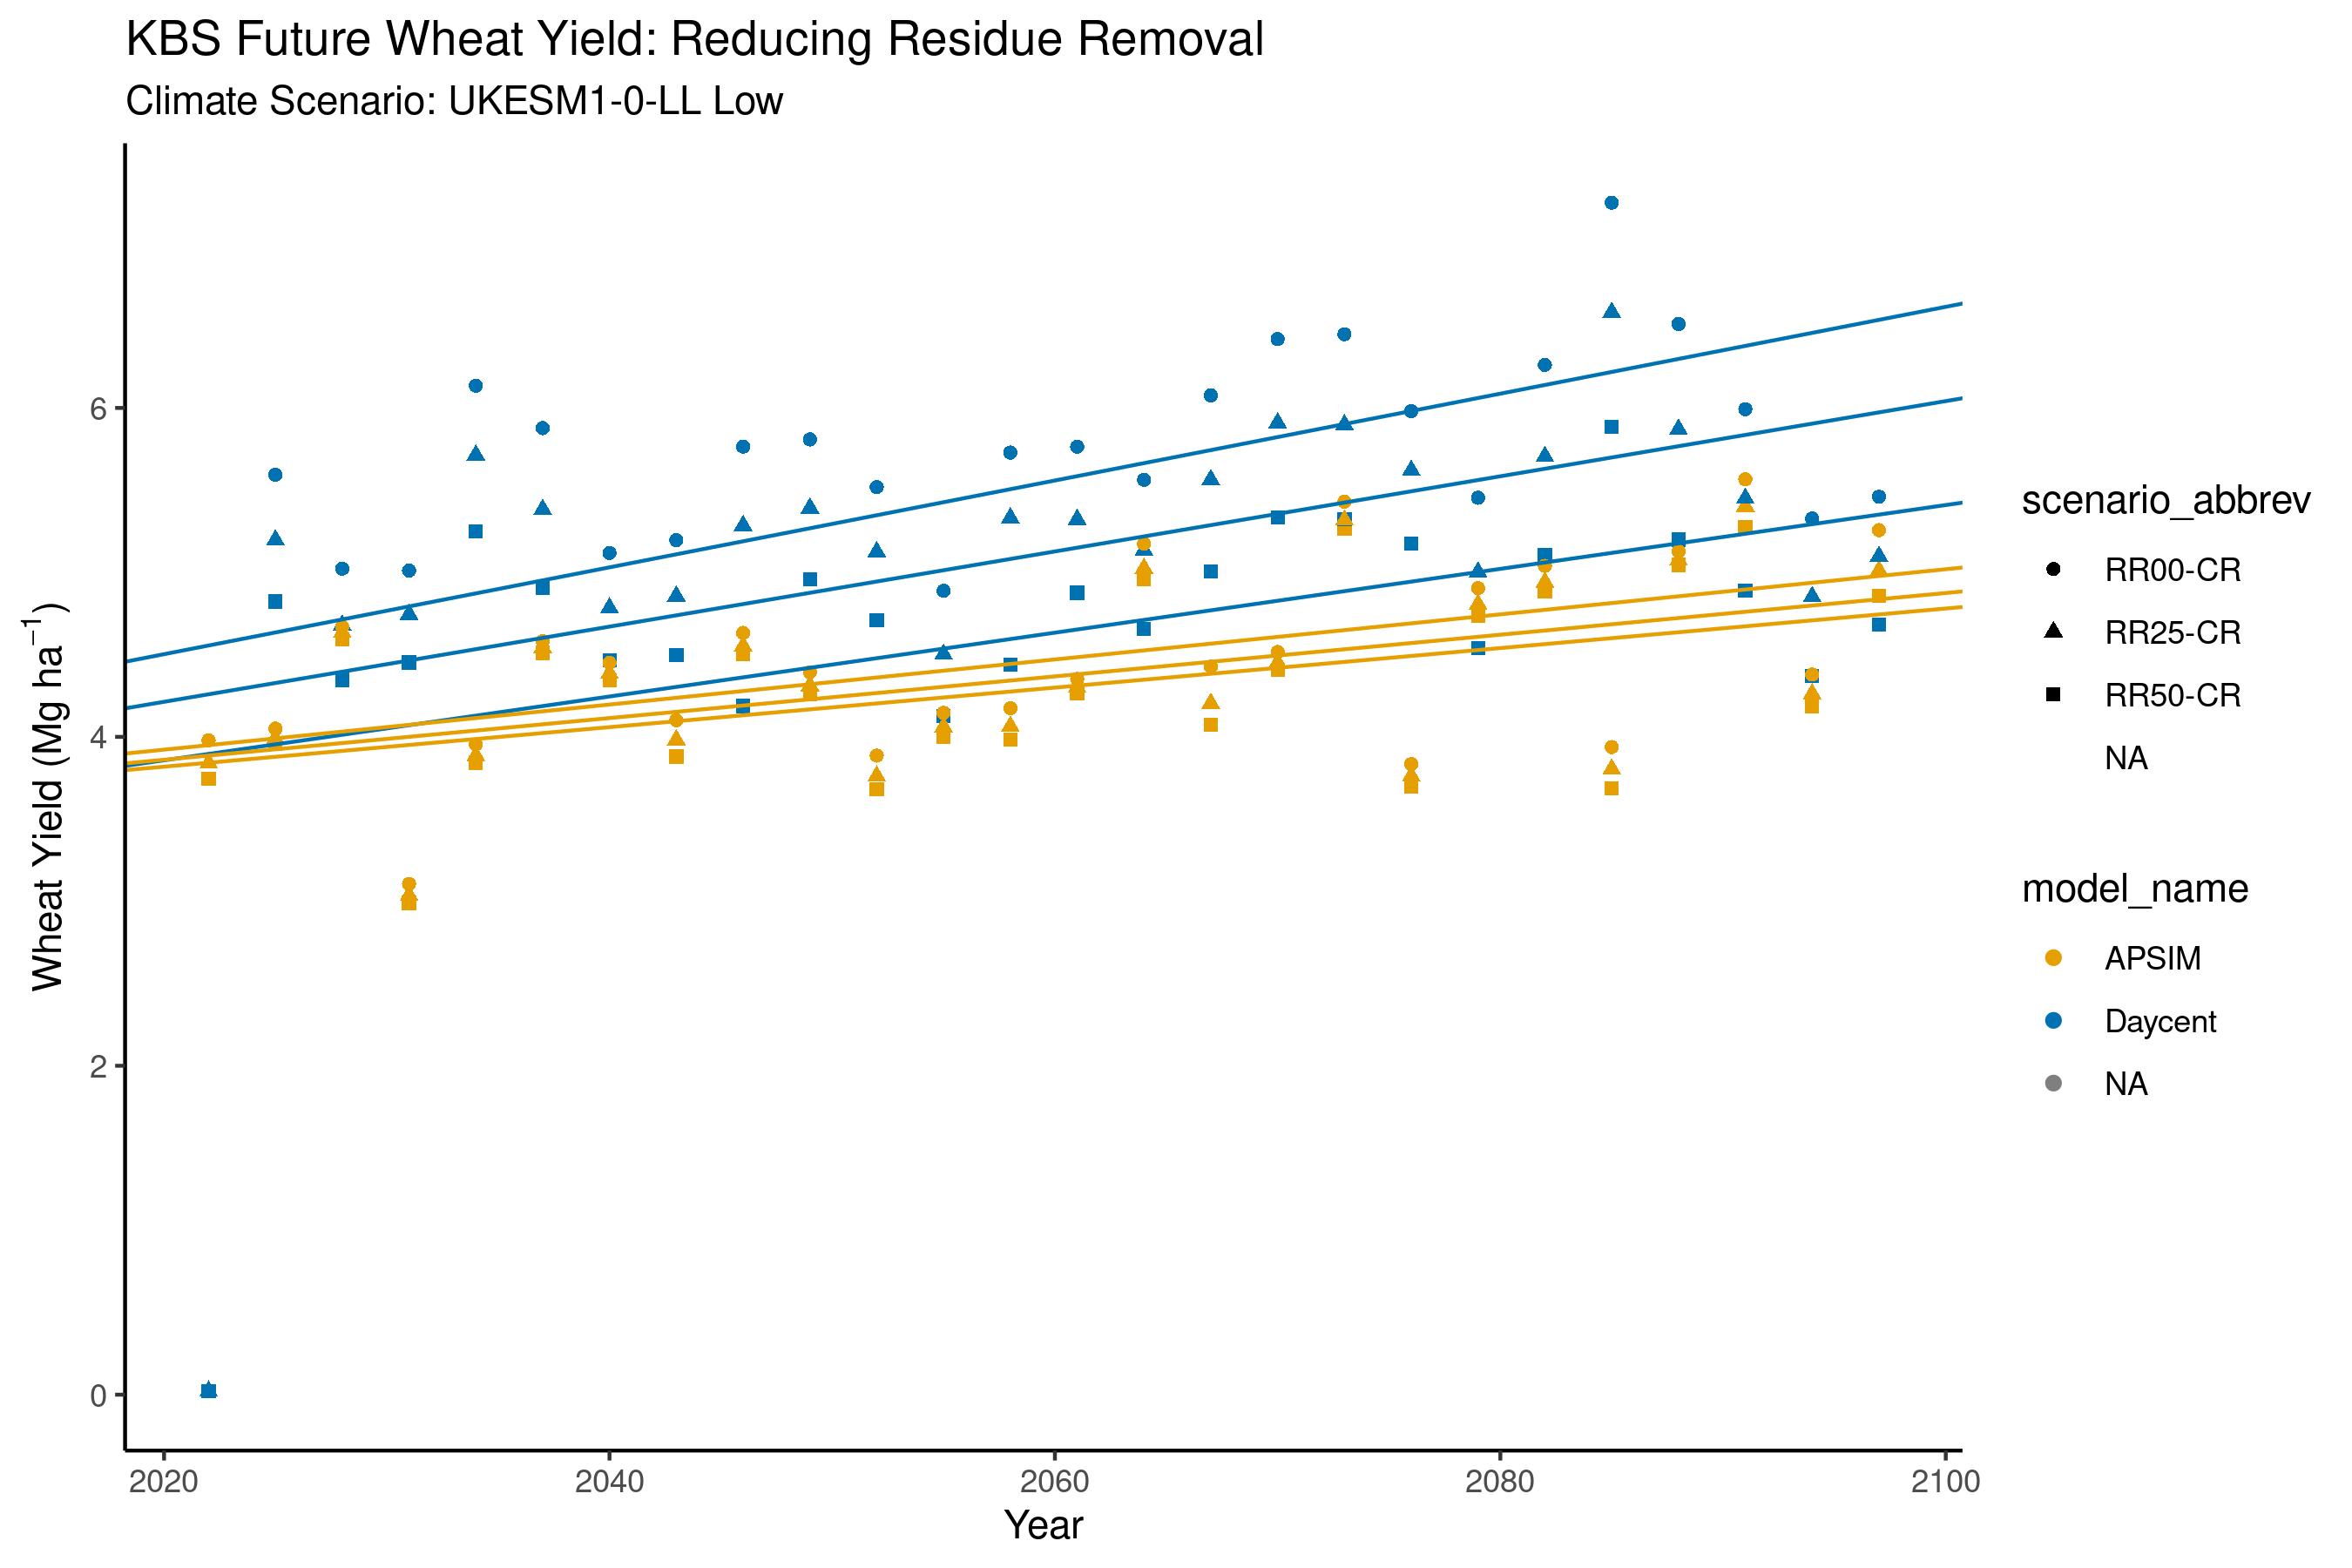 KBS Future Wheat Yield: Reducing Residue Removal
Climate Scenario: UKESM1-0-LL Low
Wheat Yield (Mg ha⁻¹)
6
4
2
0
2020 2040 2060 2080 2100
Year
scenario_abbrev
RR00-CR
RR25-CR
RR50-CR
NA
model_name
APSIM
Daycent
NA